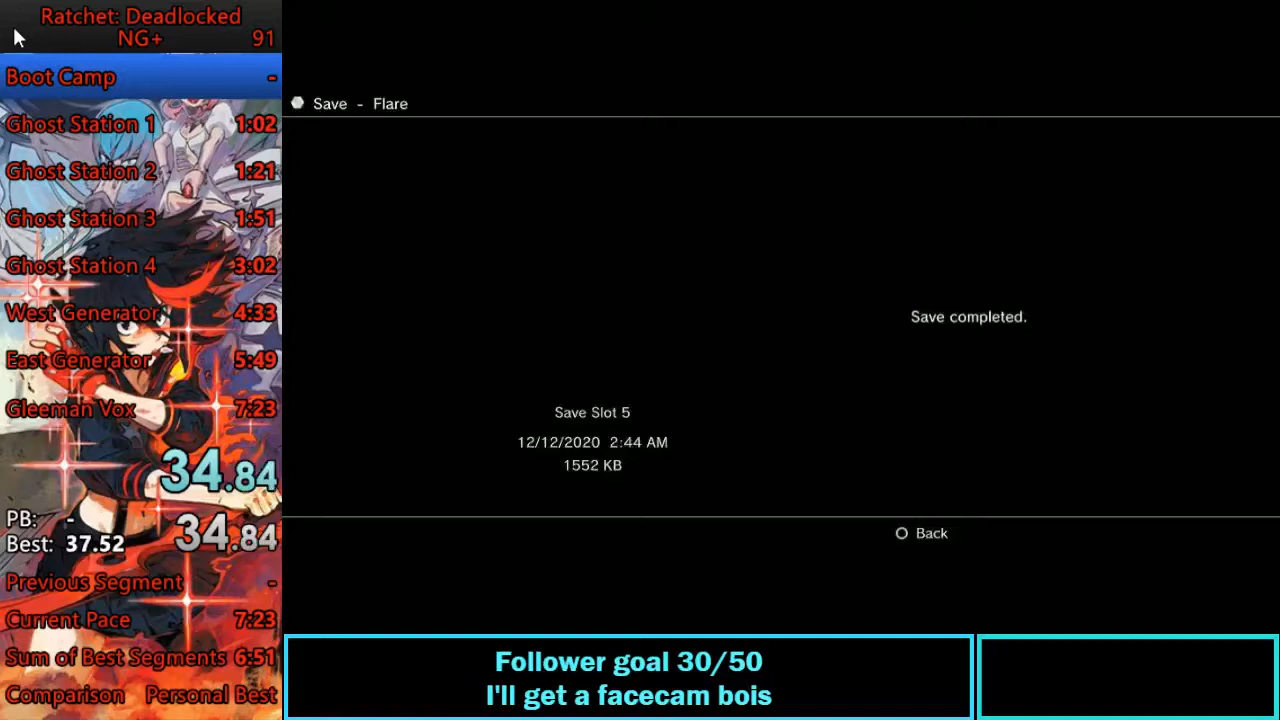 Ratchet: Deadlocked
NG+ 91
Boot Camp -
Ghost Station 1 1:02
Ghost Station 2 1:21
Ghost Station 3 1:51
Ghost Station 4 3:02
West Generator 4:33
East Generator 5:49
Gleeman Vox 7:23
34.84
PB: -
34.84
Best: 37.52
Previous Segment -
Current Pace 7:23
Sum of Best Segments 6:51
Comparison Personal Best
Save - Flare
Save completed.
Save Slot 5
12/12/2020 2:44 AM
1552 KB
Back
Follower goal 30/50
I'll get a facecam bois